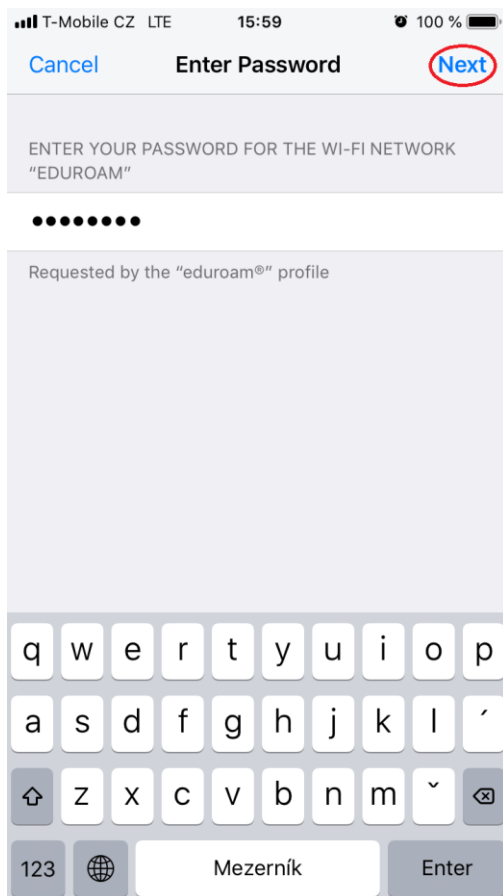 T-Mobile CZ LTE 15:59 100 %
Cancel Enter Password Next
ENTER YOUR PASSWORD FOR THE WI-FI NETWORK
“EDUROAM”
••••••••
Requested by the “eduroam®” profile
q w e r t y u i o p
a s d f g h j k l ´
z x c v b n m ˇ
123 Mezerník Enter